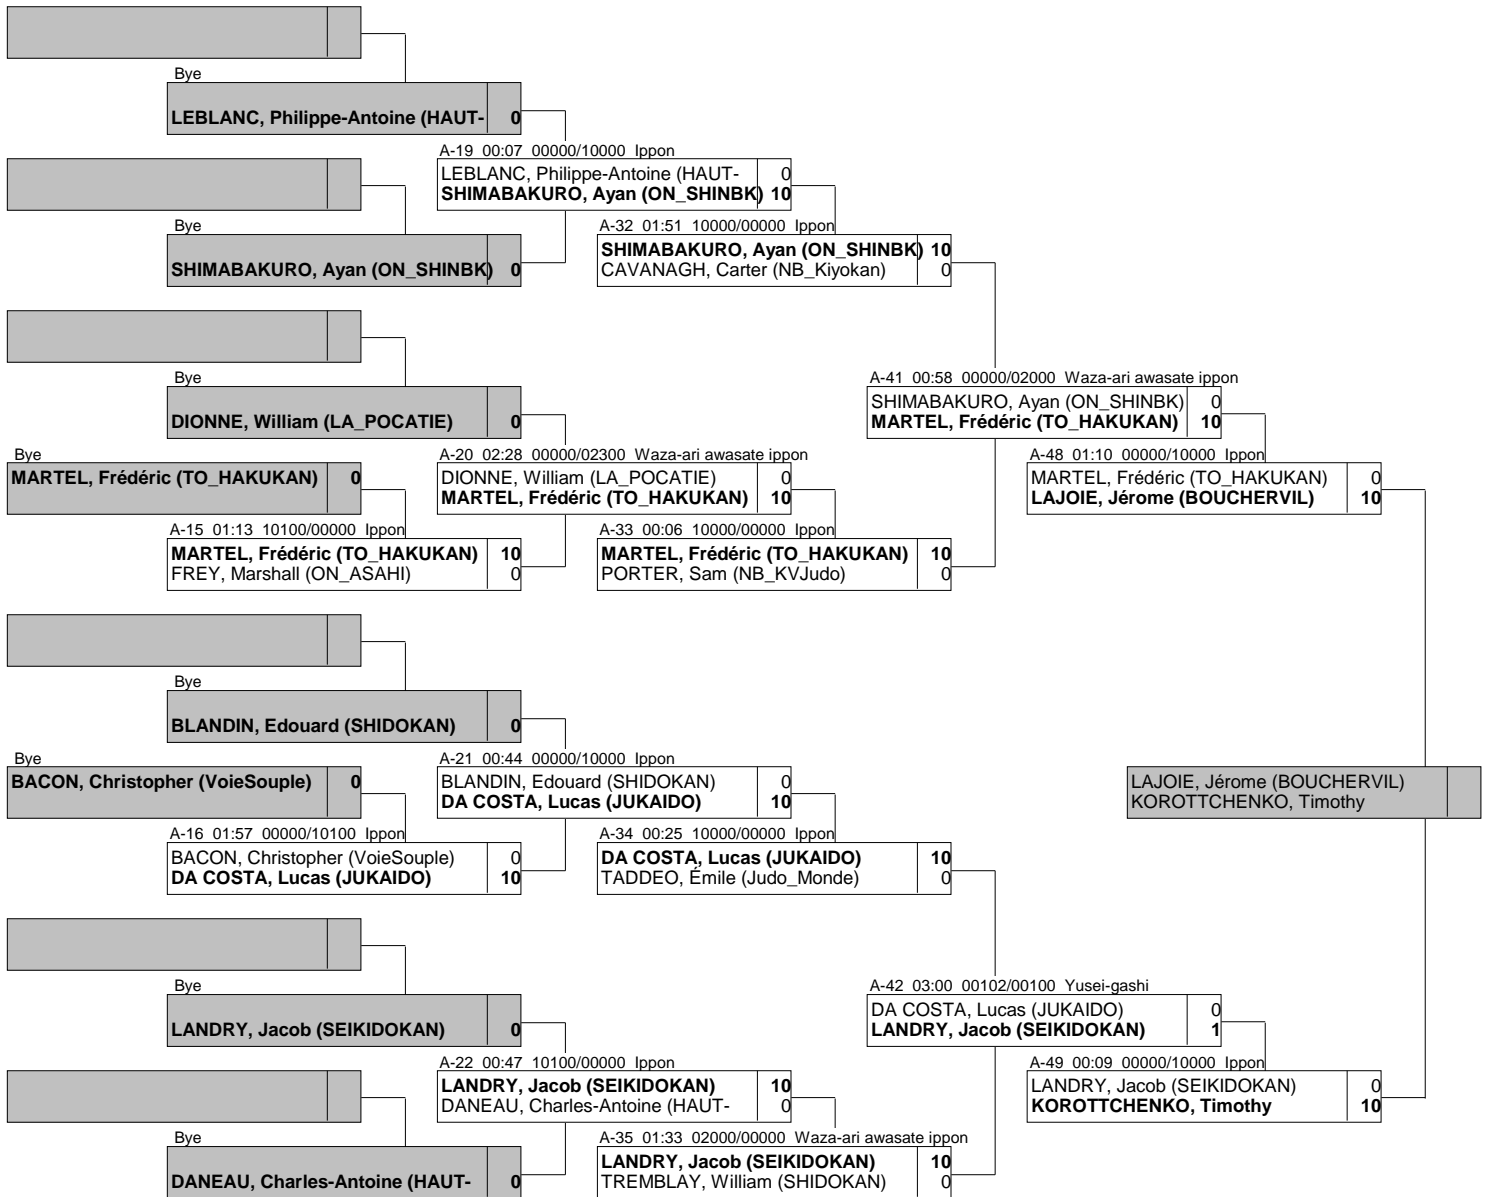 Bye
LEBLANC, Philippe-Antoine (HAUT- 0
A-19 00:07 00000/10000 Ippon
LEBLANC, Philippe-Antoine (HAUT- 0
SHIMABAKURO, Ayan (ON_SHINBK) 10
Bye
SHIMABAKURO, Ayan (ON_SHINBK) 0
A-32 01:51 10000/00000 Ippon
SHIMABAKURO, Ayan (ON_SHINBK) 10
CAVANAGH, Carter (NB_Kiyokan) 0
Bye
DIONNE, William (LA_POCATIE) 0
A-41 00:58 00000/02000 Waza-ari awasate ippon
SHIMABAKURO, Ayan (ON_SHINBK) 0
MARTEL, Frédéric (TO_HAKUKAN) 10
Bye
MARTEL, Frédéric (TO_HAKUKAN) 0
A-20 02:28 00000/02300 Waza-ari awasate ippon
DIONNE, William (LA_POCATIE) 0
MARTEL, Frédéric (TO_HAKUKAN) 10
A-48 01:10 00000/10000 Ippon
MARTEL, Frédéric (TO_HAKUKAN) 0
LAJOIE, Jérome (BOUCHERVIL) 10
A-15 01:13 10100/00000 Ippon
MARTEL, Frédéric (TO_HAKUKAN) 10
FREY, Marshall (ON_ASAHI) 0
A-33 00:06 10000/00000 Ippon
MARTEL, Frédéric (TO_HAKUKAN) 10
PORTER, Sam (NB_KVJudo) 0
Bye
BLANDIN, Edouard (SHIDOKAN) 0
Bye
BACON, Christopher (VoieSouple) 0
A-21 00:44 00000/10000 Ippon
BLANDIN, Edouard (SHIDOKAN) 0
DA COSTA, Lucas (JUKAIDO) 10
LAJOIE, Jérome (BOUCHERVIL)
KOROTTCHENKO, Timothy
A-16 01:57 00000/10100 Ippon
BACON, Christopher (VoieSouple) 0
DA COSTA, Lucas (JUKAIDO) 10
A-34 00:25 10000/00000 Ippon
DA COSTA, Lucas (JUKAIDO) 10
TADDEO, Émile (Judo_Monde) 0
Bye
LANDRY, Jacob (SEIKIDOKAN) 0
A-42 03:00 00102/00100 Yusei-gashi
DA COSTA, Lucas (JUKAIDO) 0
LANDRY, Jacob (SEIKIDOKAN) 1
A-22 00:47 10100/00000 Ippon
LANDRY, Jacob (SEIKIDOKAN) 10
DANEAU, Charles-Antoine (HAUT- 0
A-49 00:09 00000/10000 Ippon
LANDRY, Jacob (SEIKIDOKAN) 0
KOROTTCHENKO, Timothy 10
Bye
DANEAU, Charles-Antoine (HAUT- 0
A-35 01:33 02000/00000 Waza-ari awasate ippon
LANDRY, Jacob (SEIKIDOKAN) 10
TREMBLAY, William (SHIDOKAN) 0